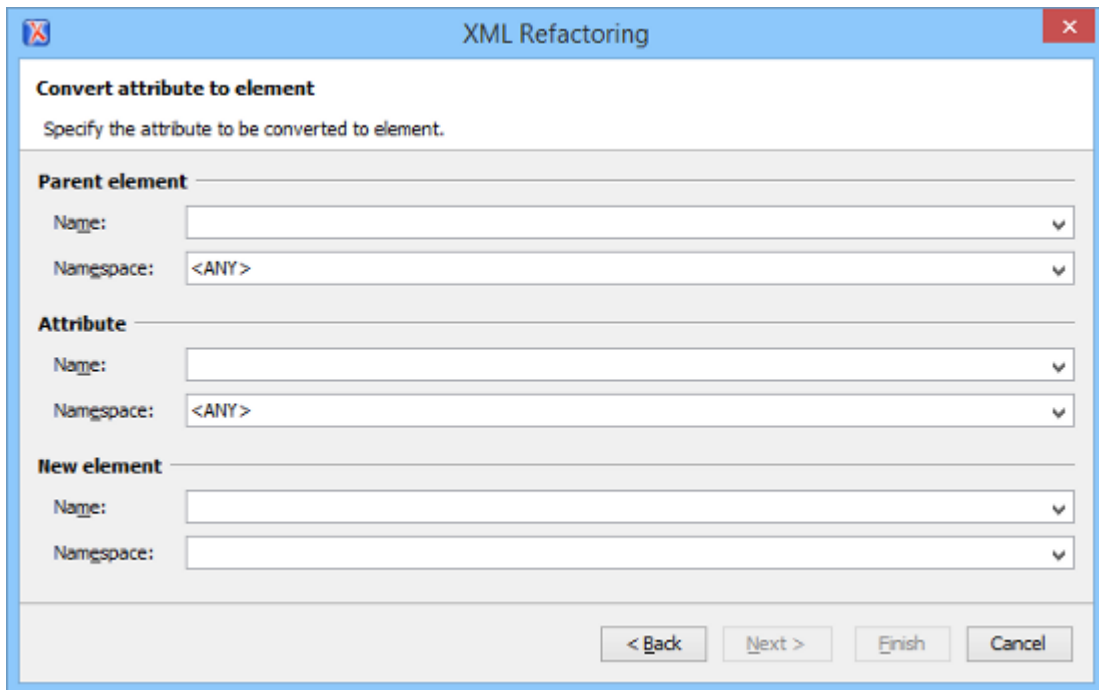 XML Refactoring
Convert attribute to element
Specify the attribute to be converted to element.
Parent element
Name:
Namespace: <ANY>
Attribute
Name:
Namespace: <ANY>
New element
Name:
Namespace:
< Back Next > Finish Cancel